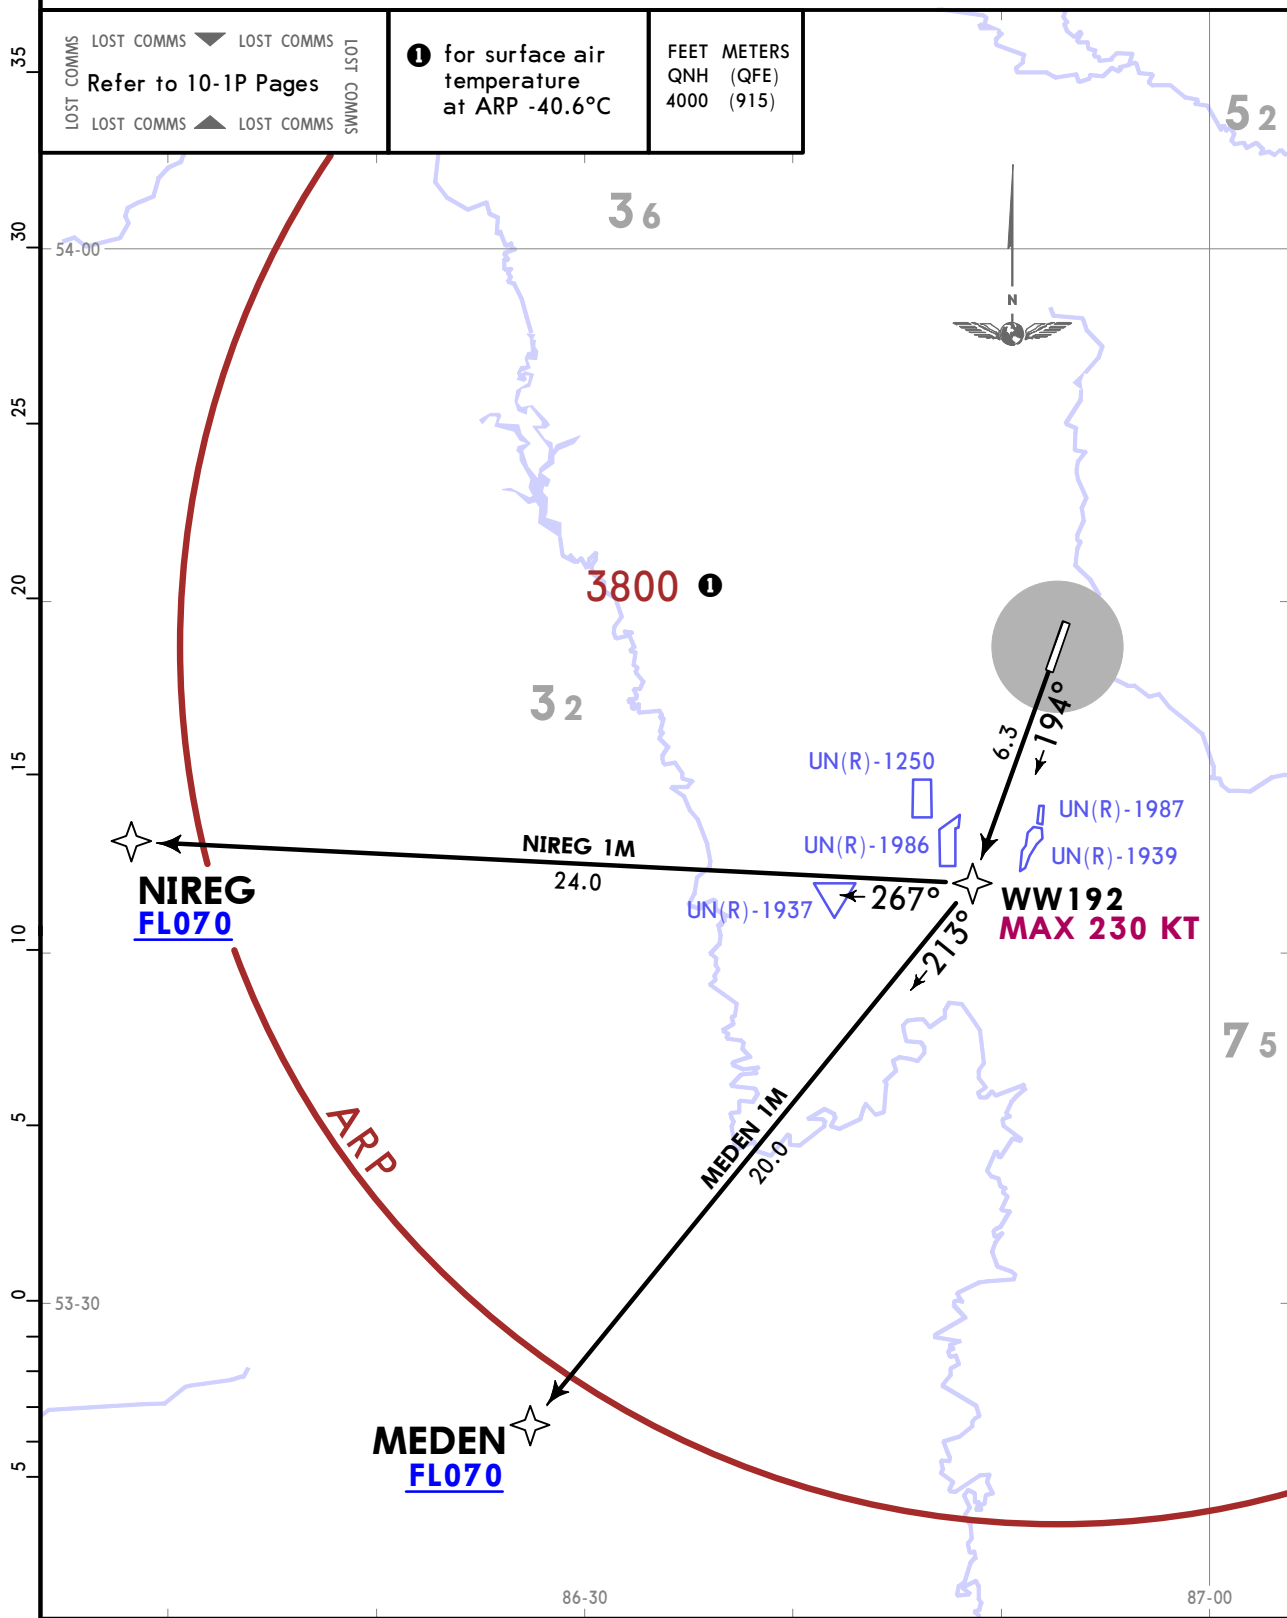 LOST COMMS LOST COMMS
LOST COMMS
Refer to 10-1P Pages
LOST COMMS
LOST COMMS LOST COMMS
❶ for surface air
temperature
at ARP -40.6°C
FEET METERS
QNH (QFE)
4000 (915)
35
30
25
20
15
10
5
0
5
52
36
54-00
N
3800 ❶
32
194°
6.3
UN(R)-1250
UN(R)-1987
UN(R)-1986
UN(R)-1939
NIREG 1M
24.0
NIREG
FL070
UN(R)-1937
267°
WW192
MAX 230 KT
213°
75
MEDEN 1M
20.0
ARP
53-30
MEDEN
FL070
86-30
87-00